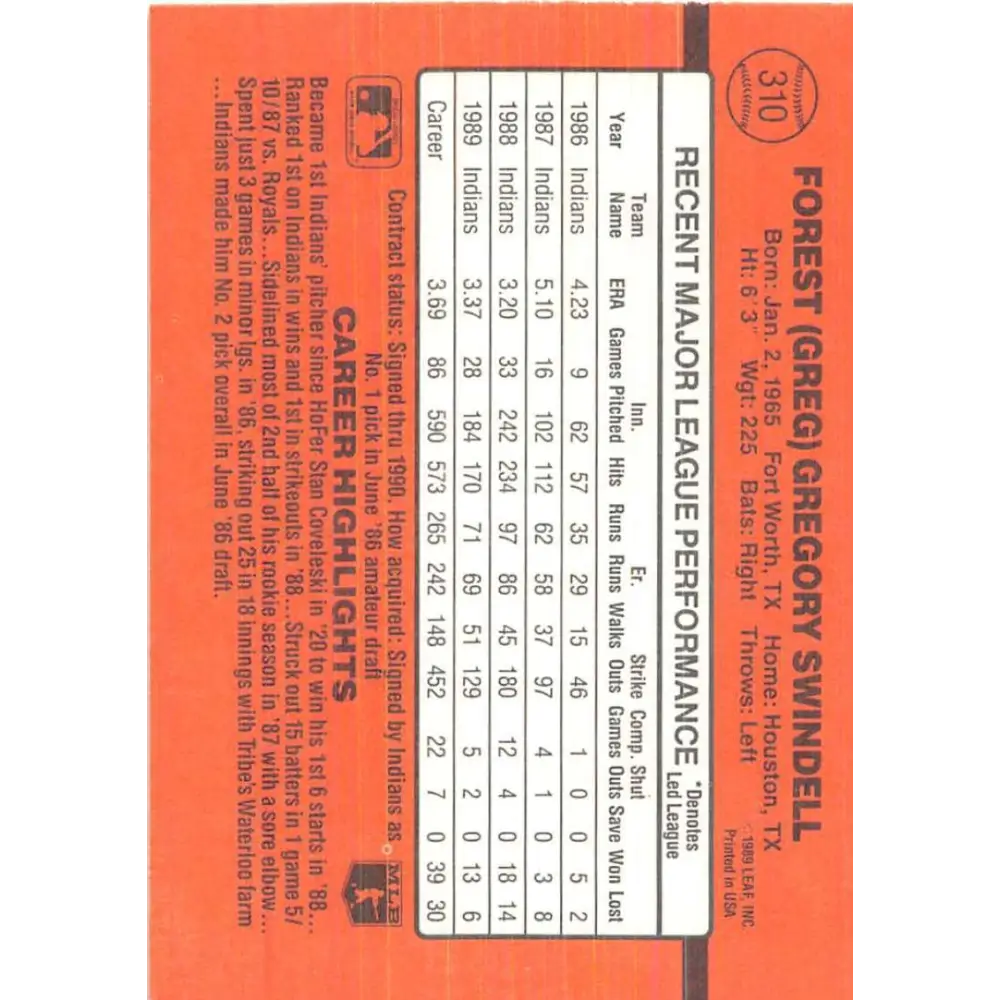 310
FOREST (GREG) GREGORY SWINDELL
Born: Jan. 2, 1965 Fort Worth, TX Home: Houston, TX
Ht: 6'3" Wgt: 225 Bats: Right Throws: Left
©1989 LEAF, INC.
Printed in USA
RECENT MAJOR LEAGUE PERFORMANCE *Denotes
Led League
Team Inn. Er. Strike Comp. Shut
Year Name ERA Games Pitched Hits Runs Runs Walks Outs Games Outs Save Won Lost
1986 Indians 4.23 9 62 57 35 29 15 46 1 0 0 5 2
1987 Indians 5.10 16 102 112 62 58 37 97 4 1 0 3 8
1988 Indians 3.20 33 242 234 97 86 45 180 12 4 0 18 14
1989 Indians 3.37 28 184 170 71 69 51 129 5 2 0 13 6
Career 3.69 86 590 573 265 242 148 452 22 7 0 39 30
Contract status: Signed thru 1990. How acquired: Signed by Indians as
No. 1 pick in June '86 amateur draft
MLB
CAREER HIGHLIGHTS
Became 1st Indians' pitcher since HoFer Stan Coveleski in '20 to win his 1st 6 starts in '88...
Ranked 1st on Indians in wins and 1st in strikeouts in '88...Struck out 15 batters in 1 game 5/
10/87 vs. Royals...Sidelined most of 2nd half of his rookie season in '87 with a sore elbow...
Spent just 3 games in minor lgs. in '86, striking out 25 in 18 innings with Tribe's Waterloo farm
...Indians made him No. 2 pick overall in June '86 draft.